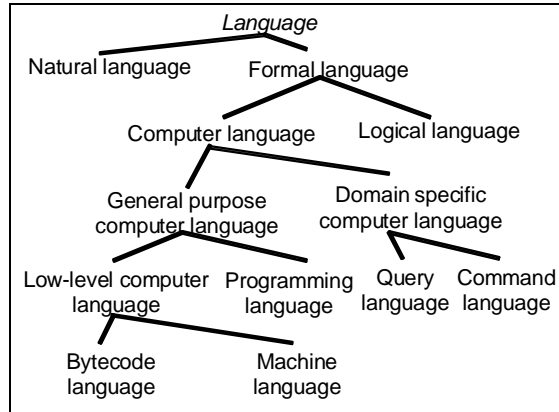 Language
Natural language
Formal language
Computer language
Logical language
General purpose
computer language
Domain specific
computer language
Low-level computer
language
Programming
language
Query
language
Command
language
Bytecode
language
Machine
language